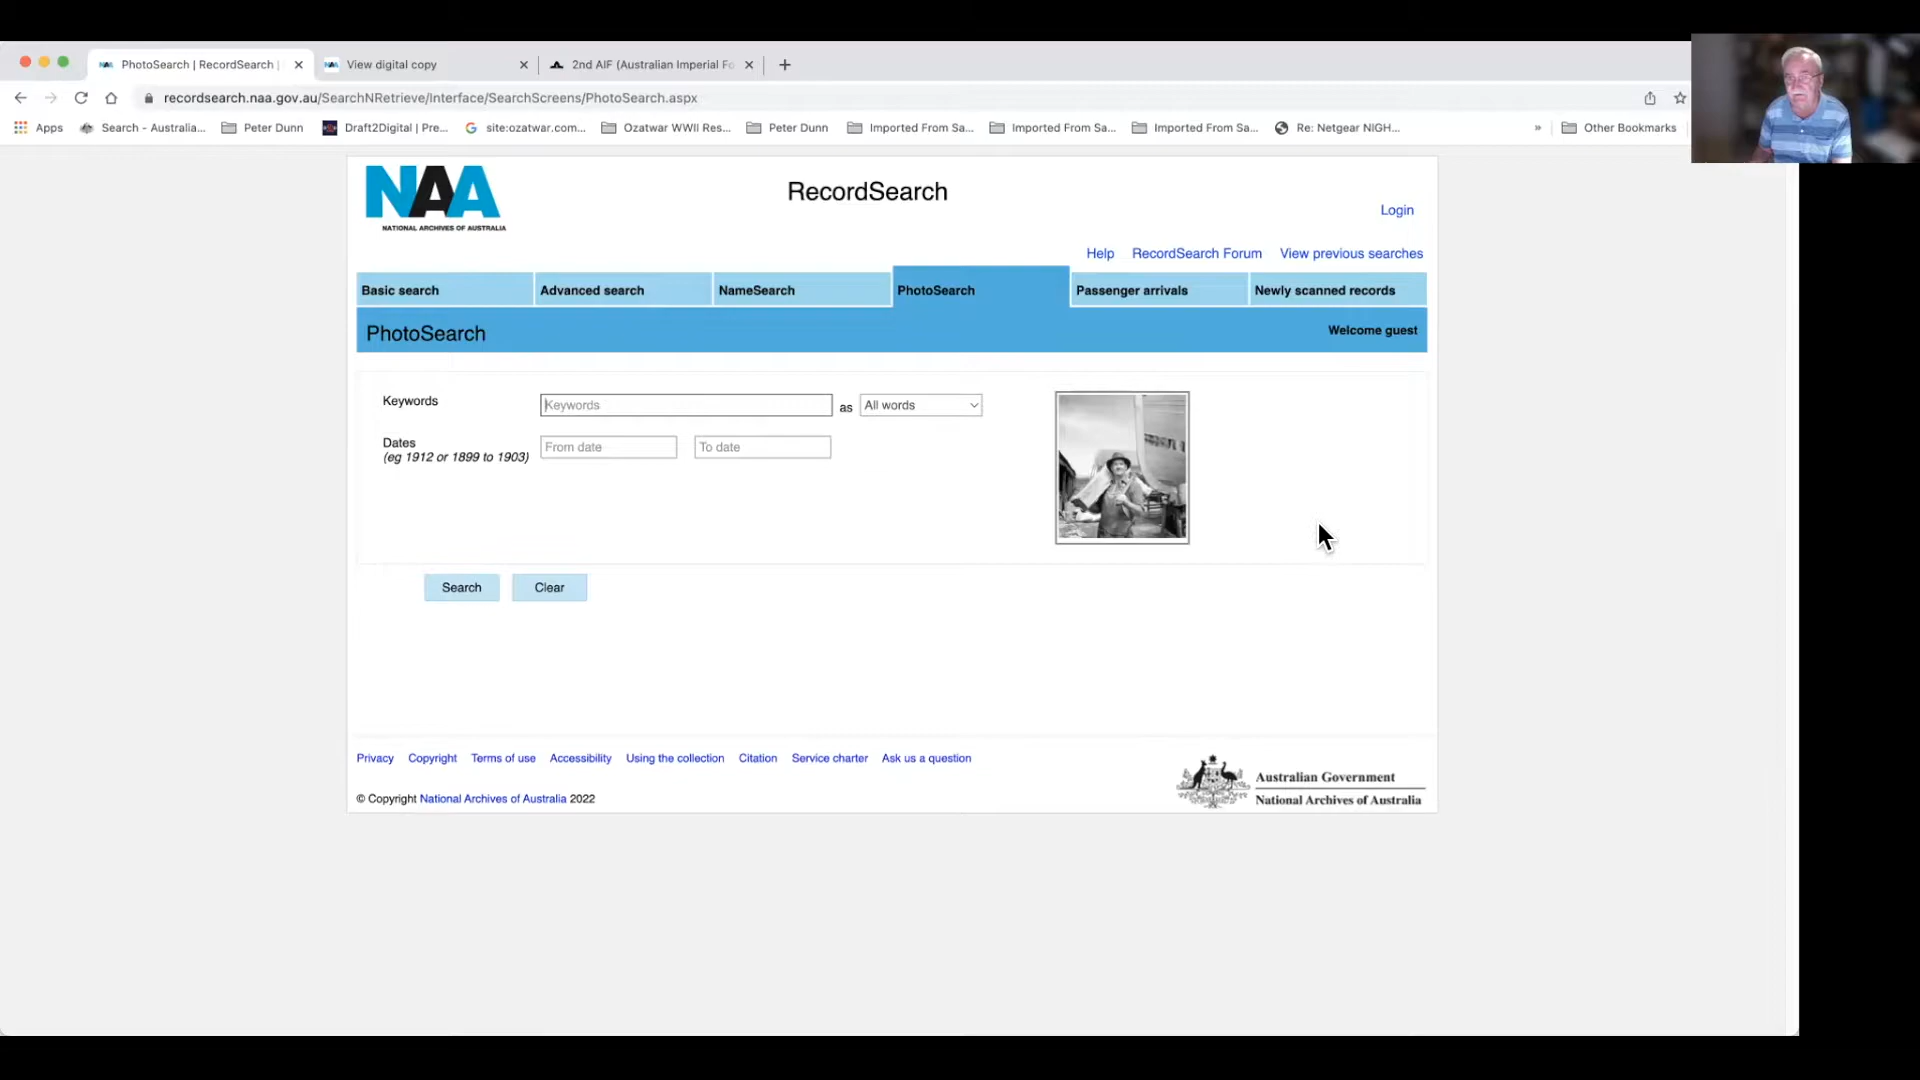 PhotoSearch | RecordSearch |
View digital copy
2nd AIF (Australian Imperial Fo
recordsearch.naa.gov.au/SearchNRetrieve/Interface/SearchScreens/PhotoSearch.aspx
Apps
Search - Australia...
Peter Dunn
Draft2Digital | Pre...
site:ozatwar.com...
Ozatwar WWII Res...
Peter Dunn
Imported From Sa...
Imported From Sa...
Imported From Sa...
Re: Netgear NIGH...
»
Other Bookmarks
NAA
NATIONAL ARCHIVES OF AUSTRALIA
RecordSearch
Login
Help
RecordSearch Forum
View previous searches
Basic search
Advanced search
NameSearch
PhotoSearch
Passenger arrivals
Newly scanned records
PhotoSearch
Welcome guest
Keywords
Keywords
as
All words
Dates
(eg 1912 or 1899 to 1903)
From date
To date
Search
Clear
Privacy
Copyright
Terms of use
Accessibility
Using the collection
Citation
Service charter
Ask us a question
© Copyright National Archives of Australia 2022
Australian Government
National Archives of Australia